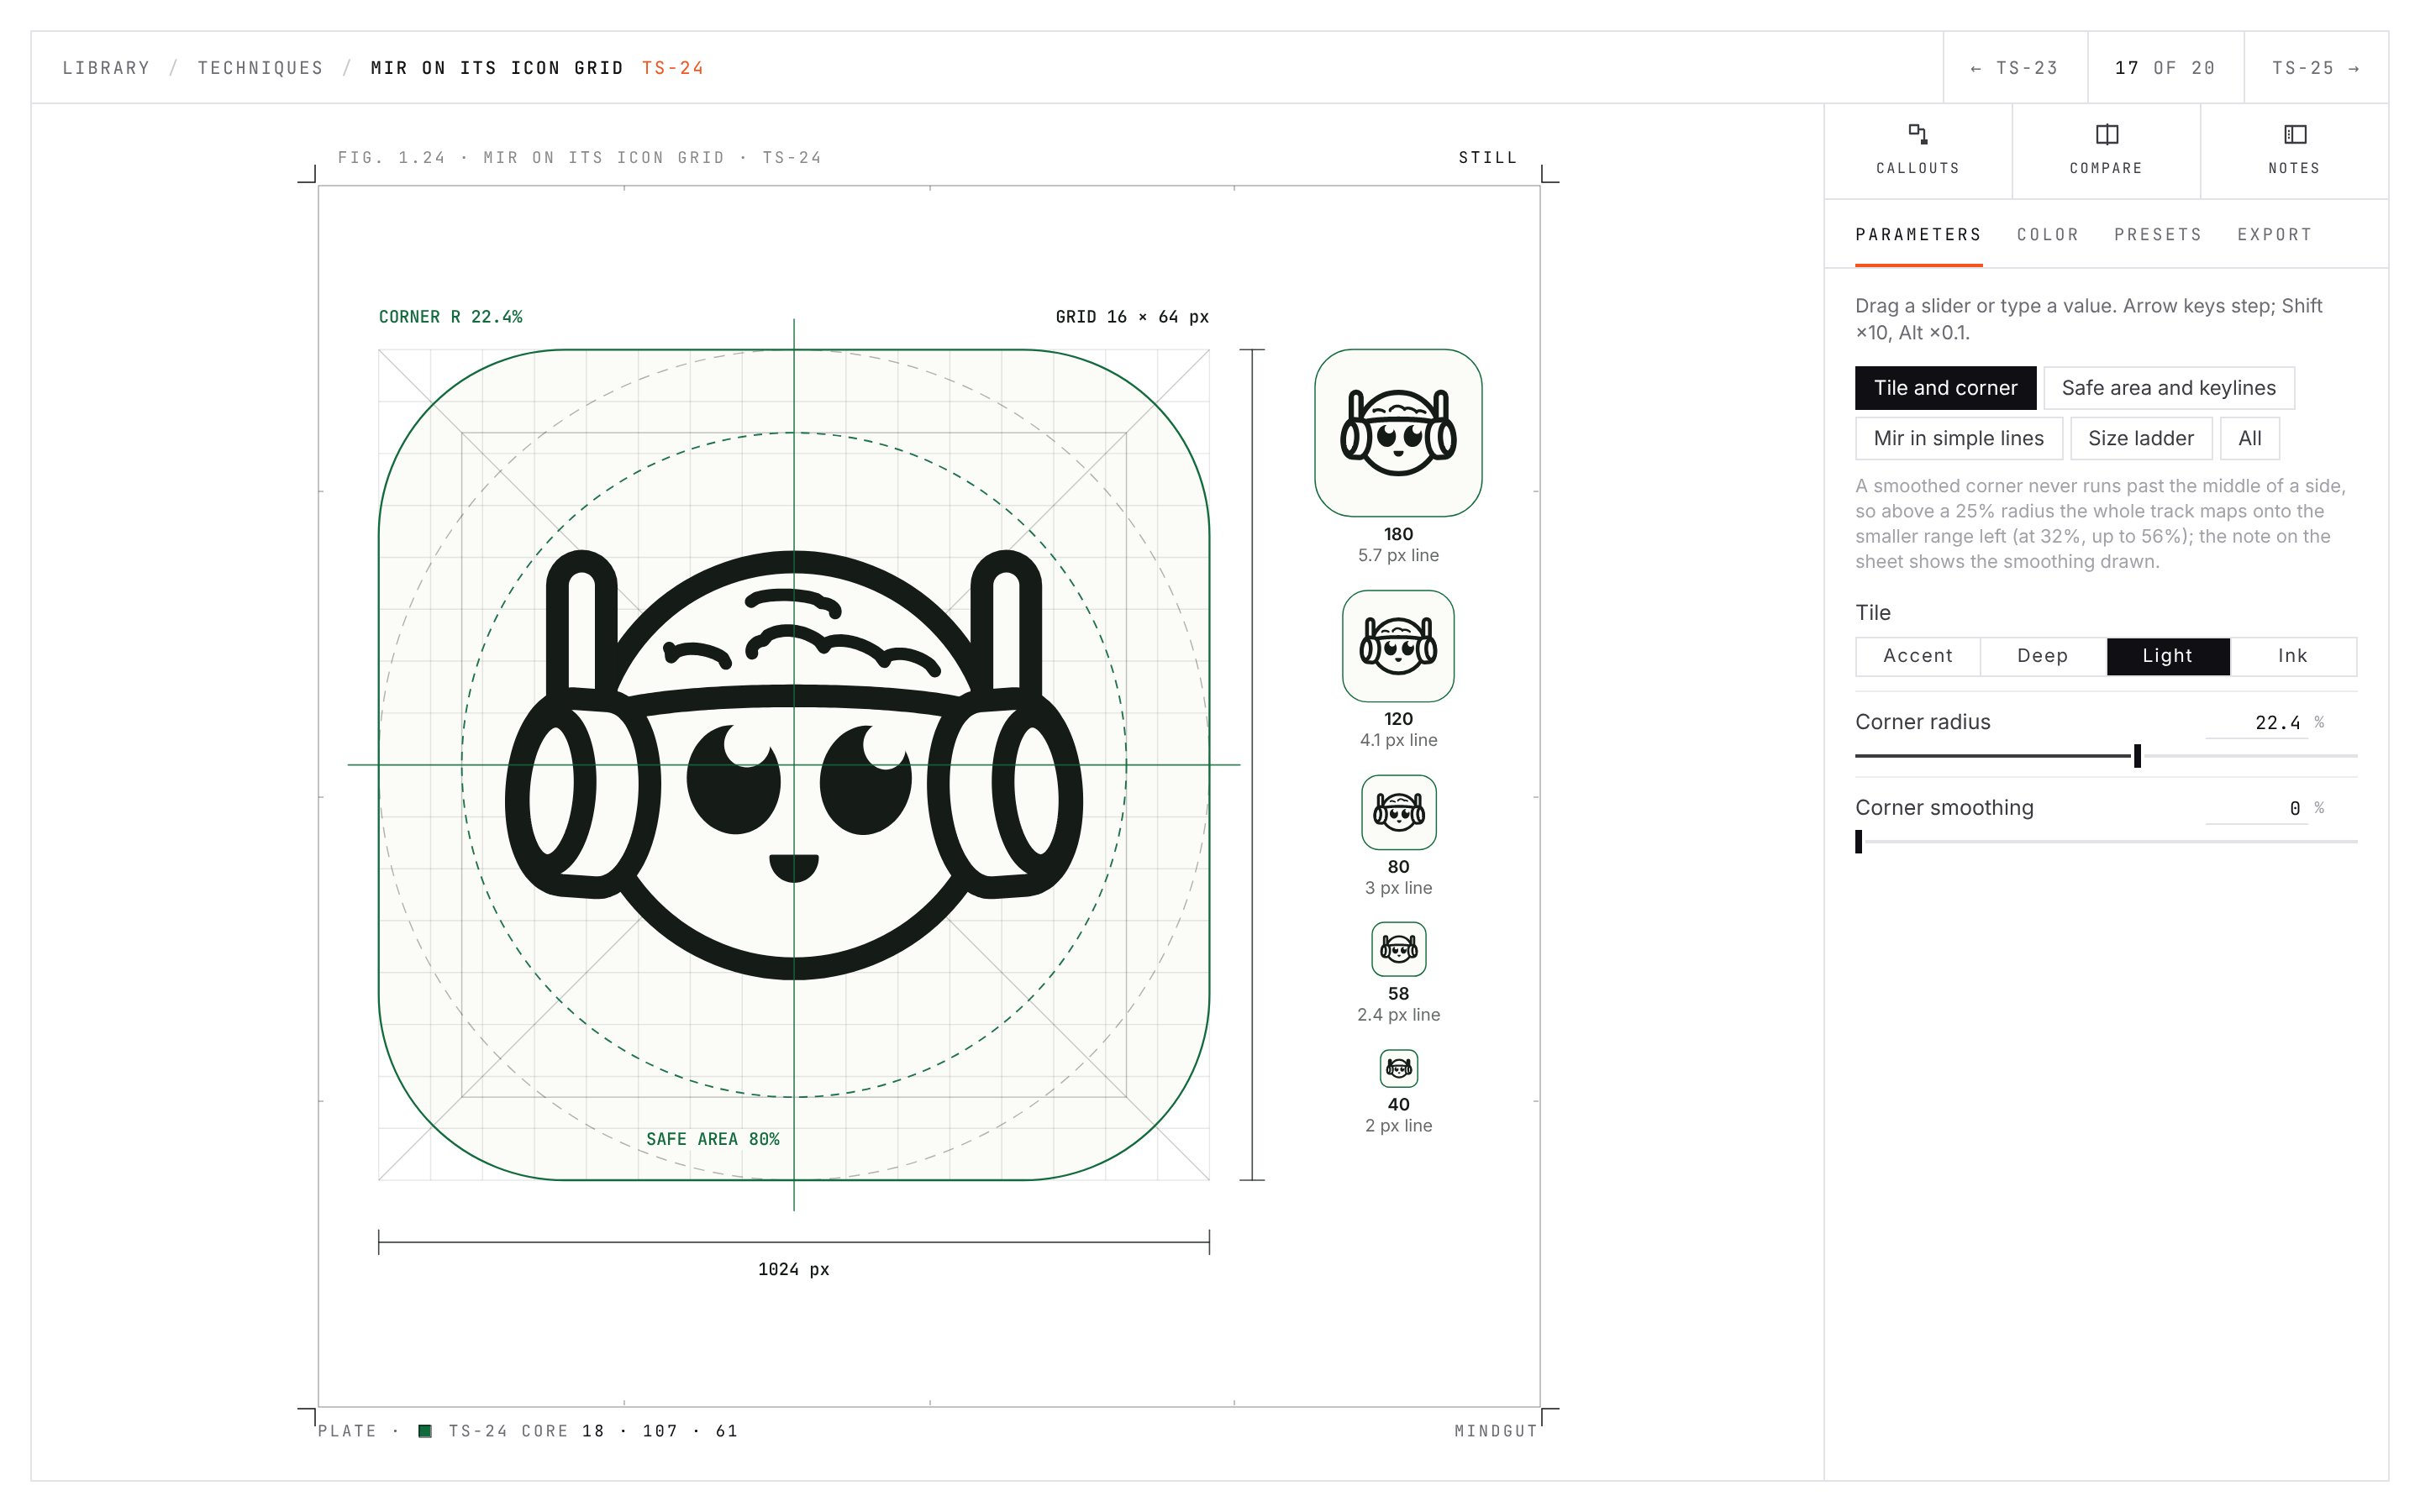 LIBRARY / TECHNIQUES / MIR ON ITS ICON GRID TS-24
← TS-23
17 OF 20
TS-25 →
FIG. 1.24 · MIR ON ITS ICON GRID · TS-24
STILL
CORNER R 22.4%
GRID 16 × 64 px
SAFE AREA 80%
1024 px
180
5.7 px line
120
4.1 px line
80
3 px line
58
2.4 px line
40
2 px line
PLATE · TS-24 CORE 18 · 107 · 61
MINDGUT
CALLOUTS
COMPARE
NOTES
PARAMETERS
COLOR
PRESETS
EXPORT
Drag a slider or type a value. Arrow keys step; Shift
×10, Alt ×0.1.
Tile and corner
Safe area and keylines
Mir in simple lines
Size ladder
All
A smoothed corner never runs past the middle of a side,
so above a 25% radius the whole track maps onto the
smaller range left (at 32%, up to 56%); the note on the
sheet shows the smoothing drawn.
Tile
Accent
Deep
Light
Ink
Corner radius 22.4 %
Corner smoothing 0 %